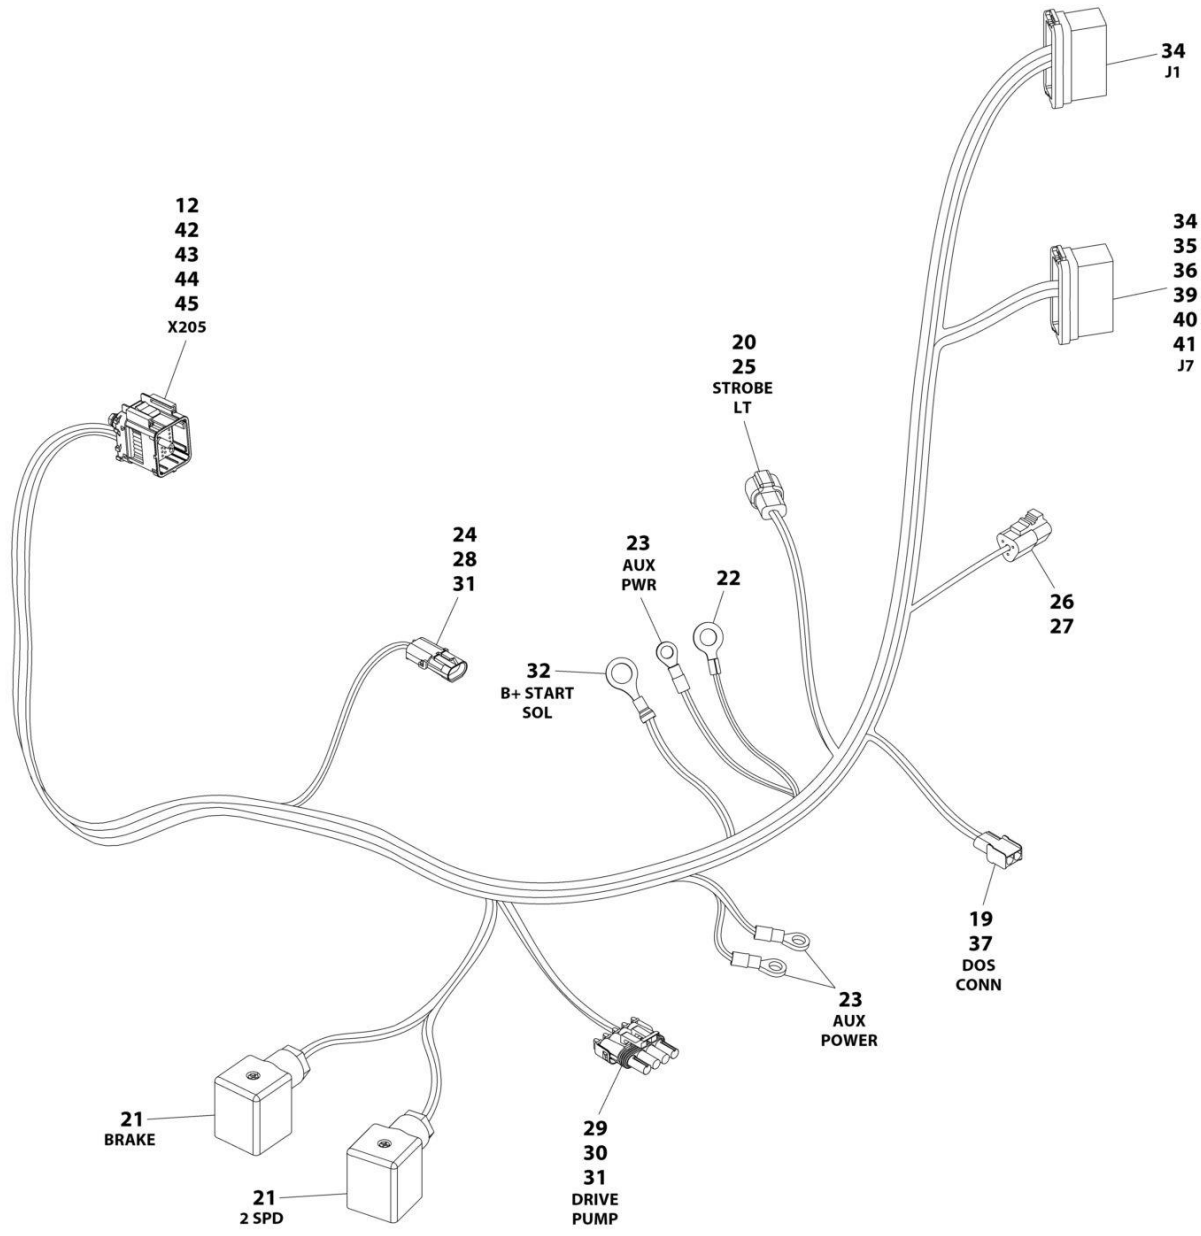 34
J1
12
42
43
44
45
X205
34
35
36
39
40
41
J7
20
25
STROBE
LT
24
28
31
23
AUX
PWR
22
26
27
32
B+ START
SOL
19
37
DOS
CONN
23
AUX
POWER
21
BRAKE
29
30
31
DRIVE
PUMP
21
2 SPD